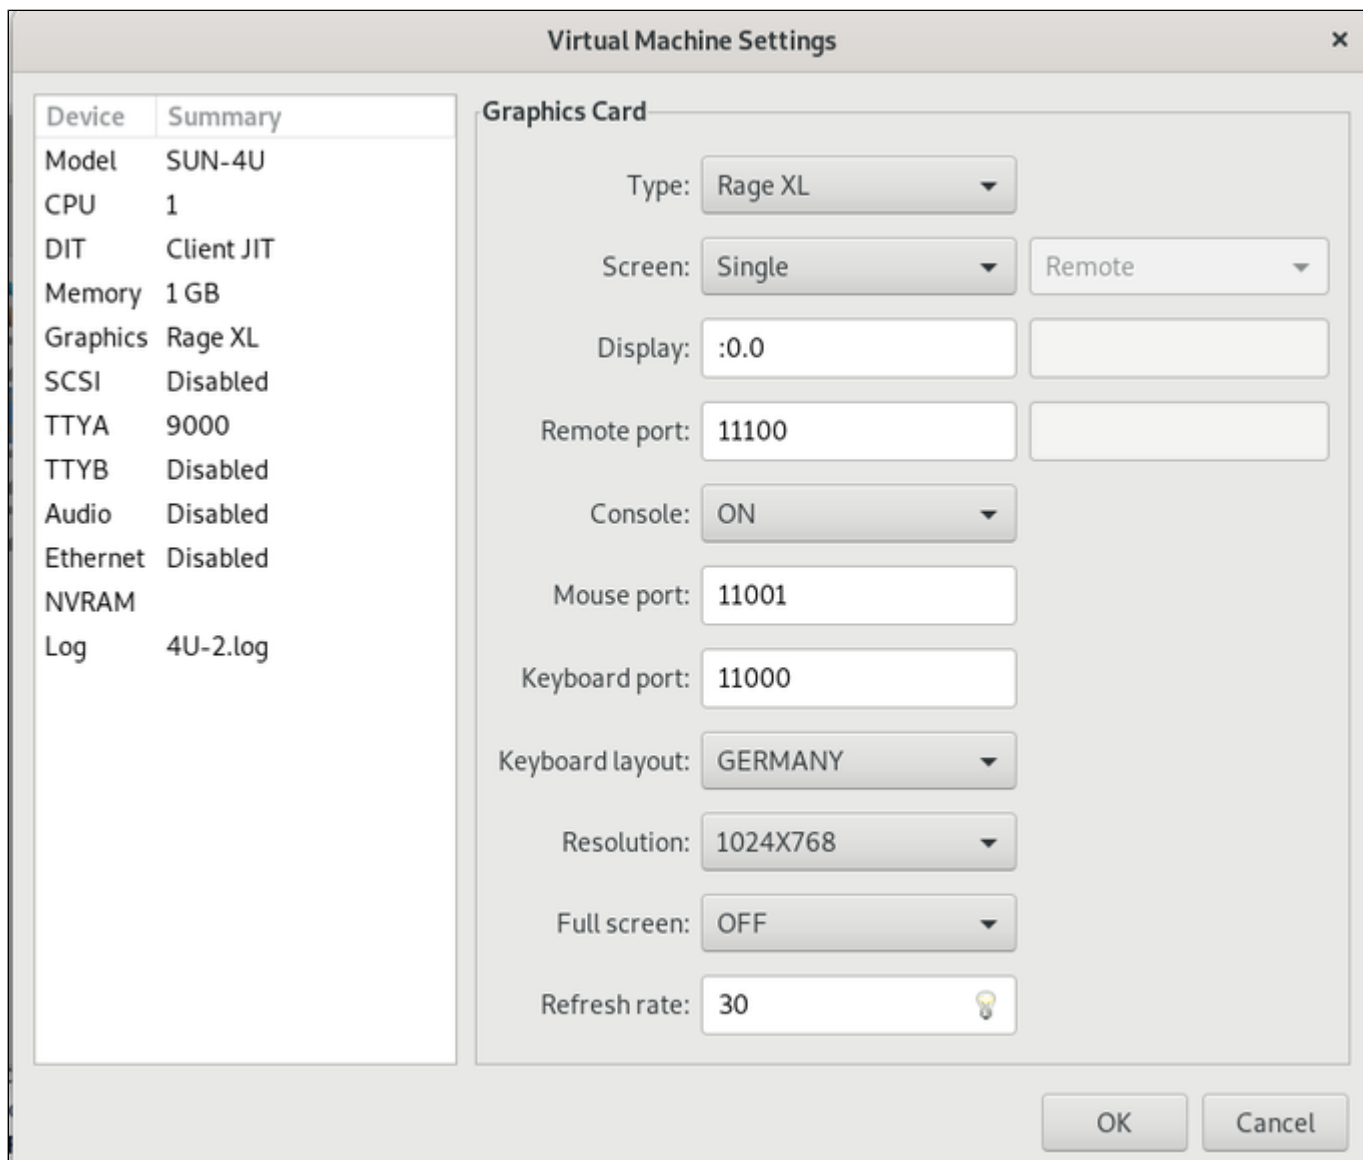 Virtual Machine Settings ×
Device Summary
Model SUN-4U
CPU 1
DIT Client JIT
Memory 1 GB
Graphics Rage XL
SCSI Disabled
TTYA 9000
TTYB Disabled
Audio Disabled
Ethernet Disabled
NVRAM
Log 4U-2.log
Graphics Card
Type: Rage XL
Screen: Single Remote
Display: :0.0
Remote port: 11100
Console: ON
Mouse port: 11001
Keyboard port: 11000
Keyboard layout: GERMANY
Resolution: 1024X768
Full screen: OFF
Refresh rate: 30
OK Cancel